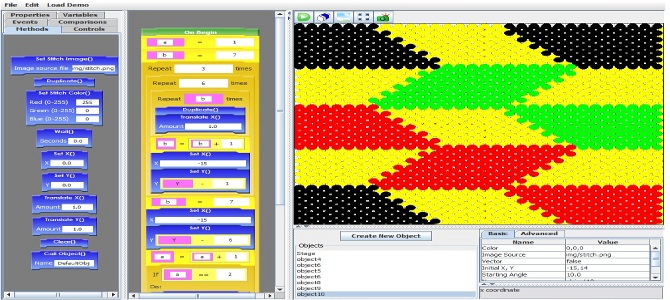 File Edit Load Demo
Properties Variables
Events Comparisons
Methods Controls
Set Stitch Image()
Image source file mg/stitch.png
Duplicate()
Set Stitch Color()
Red (0-255) 255
Green (0-255) 0
Blue (0-255) 0
Wait()
Seconds 0.0
Set X()
X 0.0
Set Y()
Y 0.0
Translate X()
Amount 1.0
Translate Y()
Amount 1.0
Clear()
Call Object()
Name DefaultObj
On Begin
a = 1
b = 7
Repeat 3 times
Repeat 6 times
Repeat b times
Duplicate()
Translate X()
Amount 1.0
b = b + 1
Set X()
X -15
Set Y()
Y Y - 1
b = 7
Set X()
X -15
Set Y()
Y Y - 6
a = a + 1
If a == 2
Do:
Create New Object
Objects
Stage
object4
object6
object5
object6
object8
object9
object10
Basic Advanced
Name Value
Color 0,0,0
Image Source img/stitch.png
Vector false
Initial X, Y -15,14
Starting Angle 10.0
x coordinate